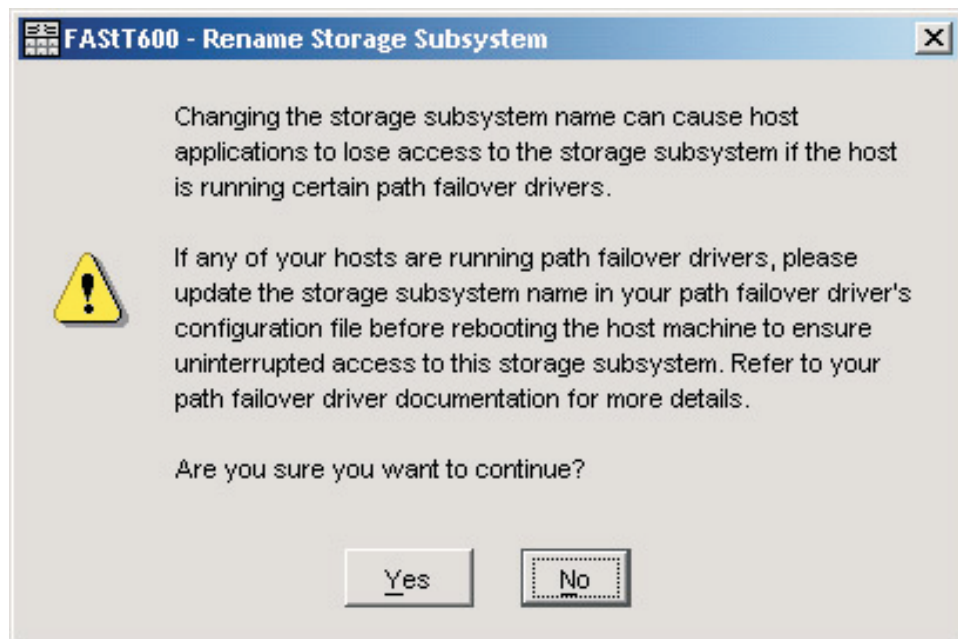 FAStT600 - Rename Storage Subsystem
Changing the storage subsystem name can cause host
applications to lose access to the storage subsystem if the host
is running certain path failover drivers.
If any of your hosts are running path failover drivers, please
update the storage subsystem name in your path failover driver's
configuration file before rebooting the host machine to ensure
uninterrupted access to this storage subsystem. Refer to your
path failover driver documentation for more details.
Are you sure you want to continue?
Yes No